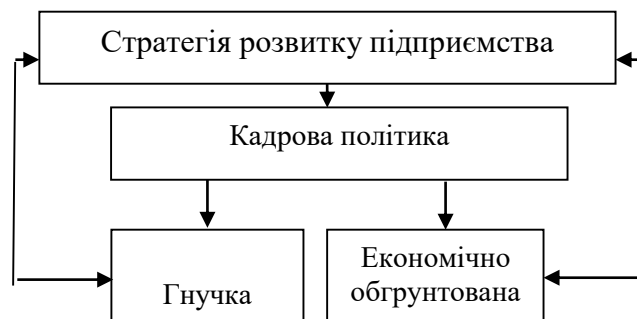 Стратегія розвитку підприємства
Кадрова політика
Гнучка
Економічно
обгрунтована